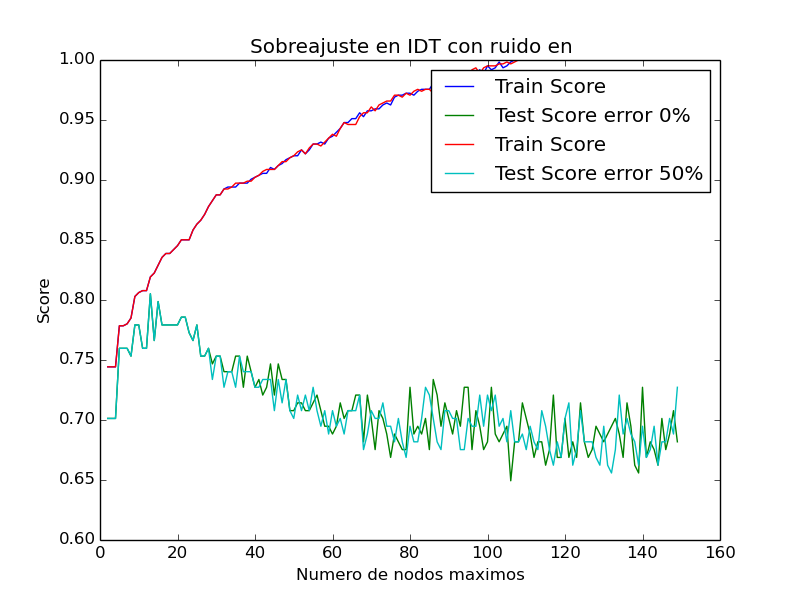 Sobreajuste en IDT con ruido en
1.00
0.95
0.90
0.85
0.80
0.75
0.70
0.65
0.60
Score
Train Score
Test Score error 0%
Train Score
Test Score error 50%
0 20 40 60 80 100 120 140 160
Numero de nodos maximos